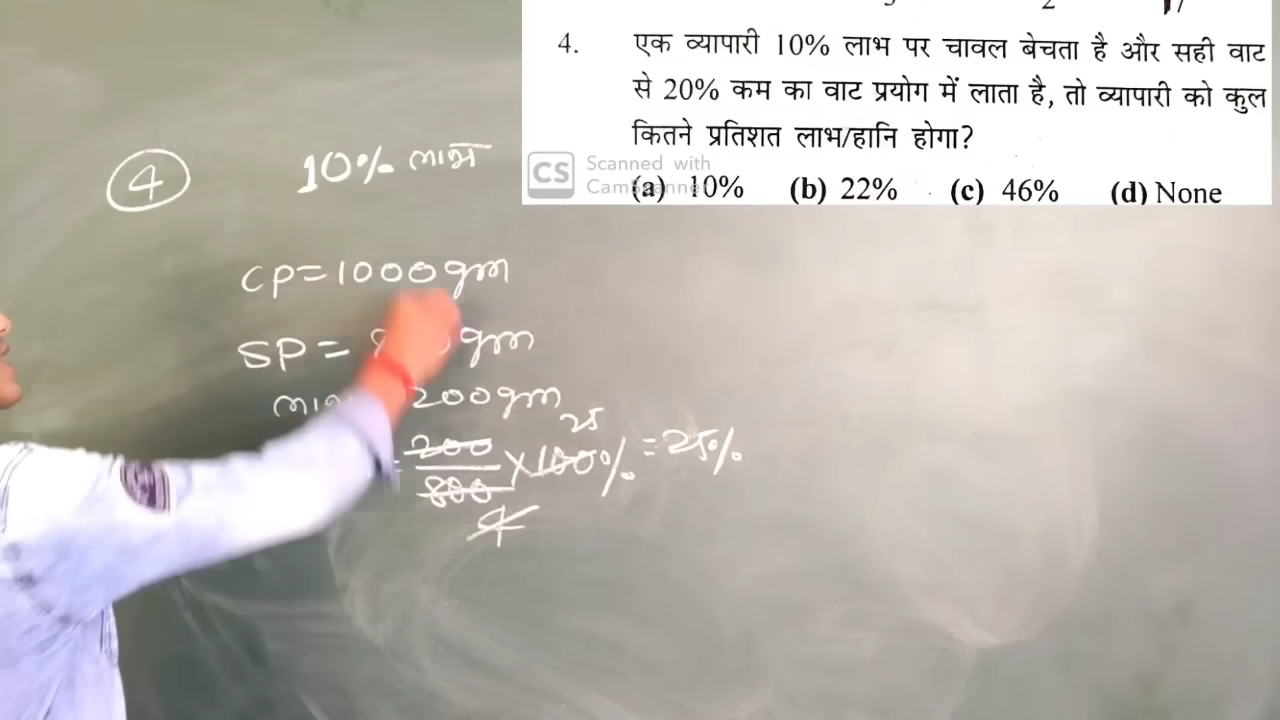 4. एक व्यापारी 10% लाभ पर चावल बेचता है और सही वाट
से 20% कम का वाट प्रयोग में लाता है, तो व्यापारी को कुल
कितने प्रतिशत लाभ/हानि होगा?
CS Scanned with
(a) 10% (b) 22% (c) 46% (d) None
4 10% लाभ
CP=1000gm
SP = gm
200gm
= 200/800 × 100% = 25%
25
4